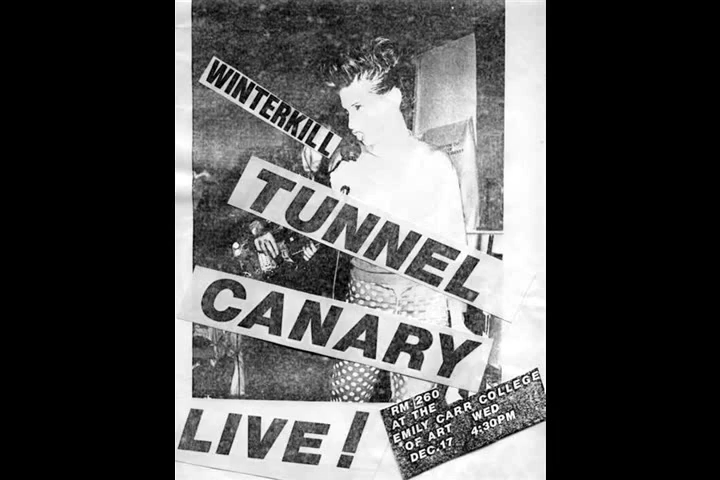 WINTERKILL
TUNNEL
CANARY
LIVE!
RM 260
AT THE
EMILY CARR COLLEGE
OF ART WED
DEC.17 4:30PM